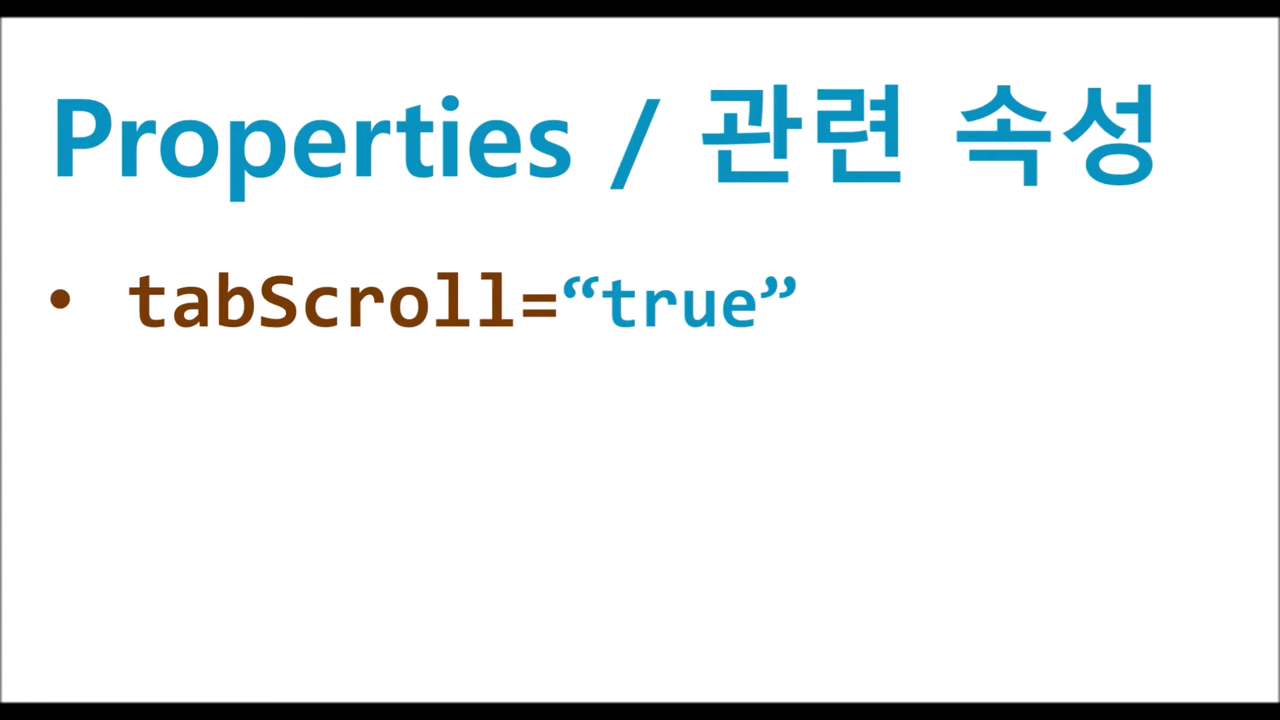 Properties / 관련 속성
• tabScroll=“true”